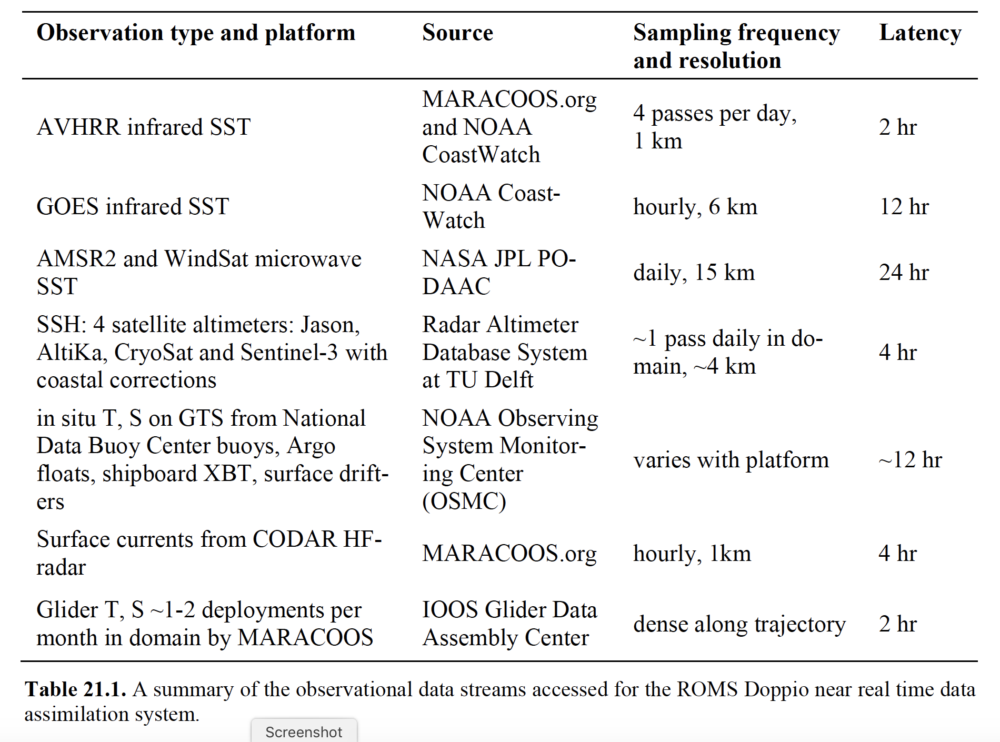 Observation type and platform
Source
Sampling frequency
and resolution
Latency
AVHRR infrared SST
MARACOOS.org
and NOAA
CoastWatch
4 passes per day,
1 km
2 hr
GOES infrared SST
NOAA Coast-
Watch
hourly, 6 km
12 hr
AMSR2 and WindSat microwave
SST
NASA JPL PO-
DAAC
daily, 15 km
24 hr
SSH: 4 satellite altimeters: Jason,
AltiKa, CryoSat and Sentinel-3 with
coastal corrections
Radar Altimeter
Database System
at TU Delft
~1 pass daily in do-
main, ~4 km
4 hr
in situ T, S on GTS from National
Data Buoy Center buoys, Argo
floats, shipboard XBT, surface drift-
ers
NOAA Observing
System Monitor-
ing Center
(OSMC)
varies with platform
~12 hr
Surface currents from CODAR HF-
radar
MARACOOS.org
hourly, 1km
4 hr
Glider T, S ~1-2 deployments per
month in domain by MARACOOS
IOOS Glider Data
Assembly Center
dense along trajectory
2 hr
Table 21.1. A summary of the observational data streams accessed for the ROMS Doppio near real time data
assimilation system.
Screenshot